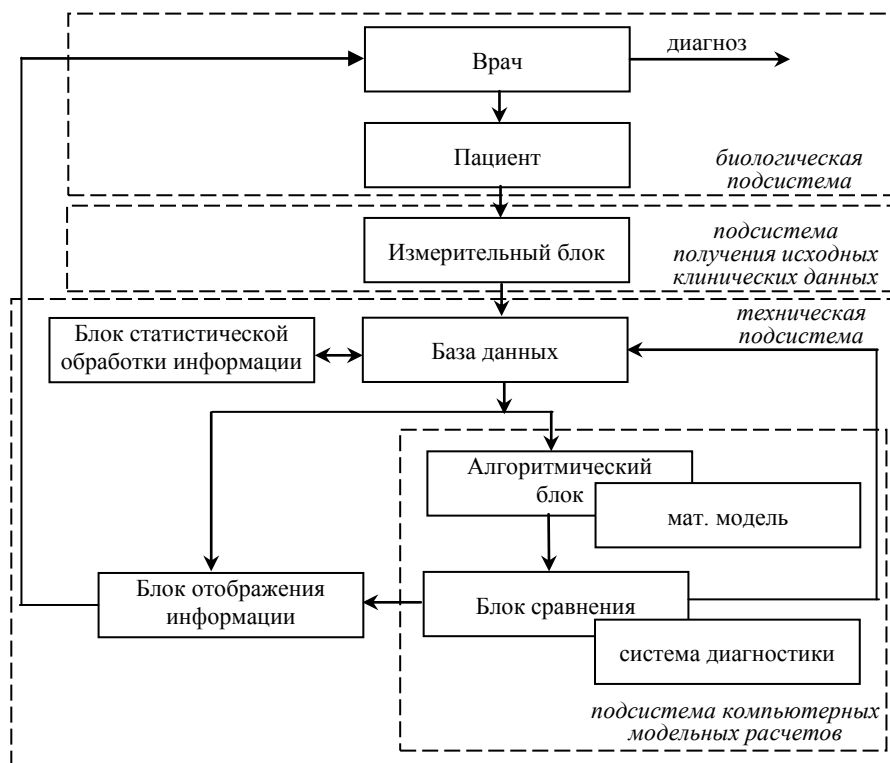 Врач
диагноз
Пациент
биологическая
подсистема
Измерительный блок
подсистема
получения исходных
клинических данных
техническая
подсистема
Блок статистической
обработки информации
База данных
Алгоритмический
блок
мат. модель
Блок отображения
информации
Блок сравнения
система диагностики
подсистема компьютерных
модельных расчетов